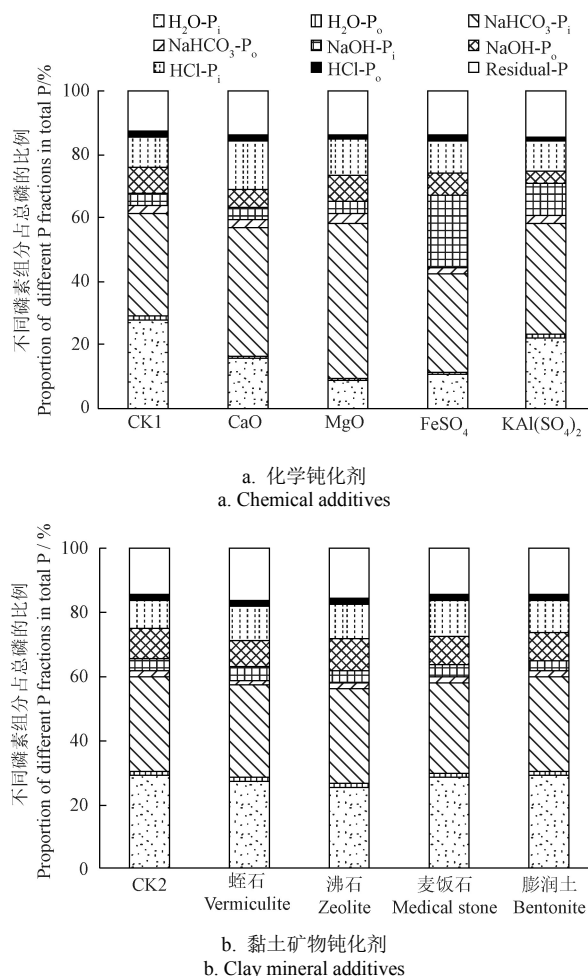 H₂O-Pᵢ H₂O-Pₒ NaHCO₃-Pᵢ
NaHCO₃-Pₒ NaOH-Pᵢ NaOH-Pₒ
HCl-Pᵢ HCl-Pₒ Residual-P
不同磷素组分占总磷的比例
Proportion of different P fractions in total P/%
100
80
60
40
20
0
CK1 CaO MgO FeSO₄ KAl(SO₄)₂
a. 化学钝化剂
a. Chemical additives
不同磷素组分占总磷的比例
Proportion of different P fractions in total P / %
100
80
60
40
20
0
CK2 蛭石 沸石 麦饭石 膨润土
Vermiculite Zeolite Medical stone Bentonite
b. 黏土矿物钝化剂
b. Clay mineral additives